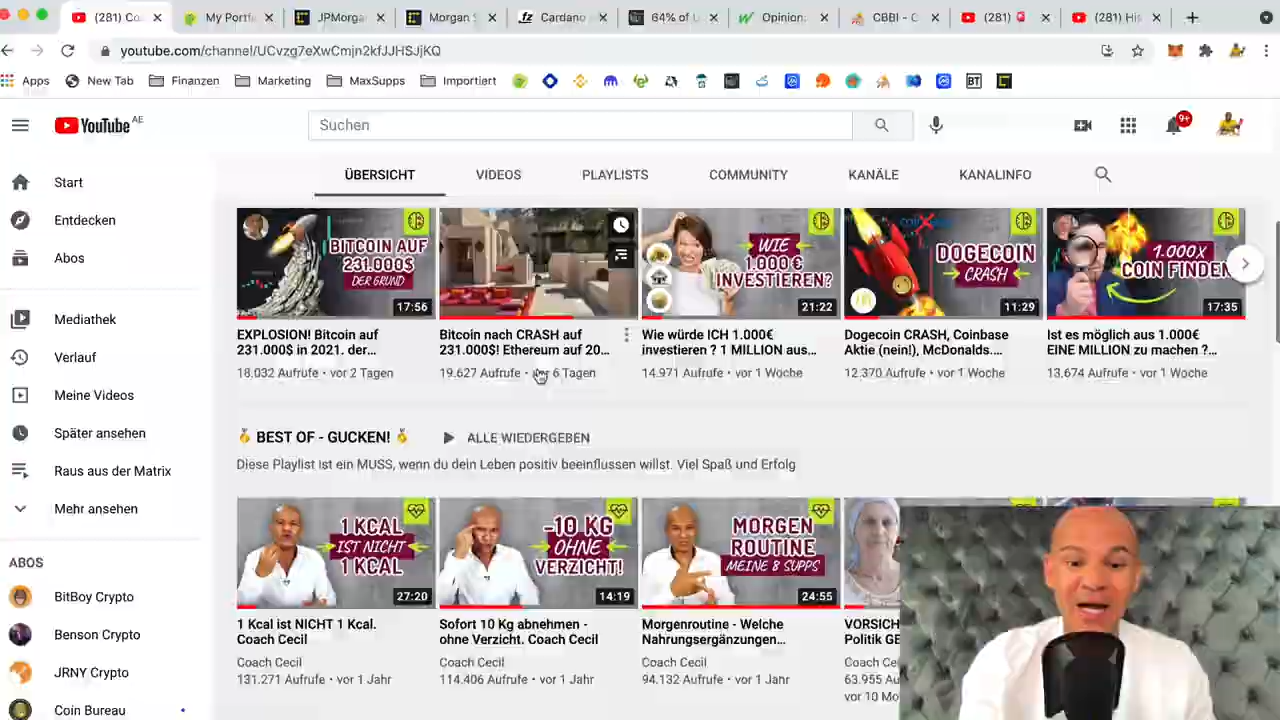 (281) C
My Portf
JPMorga
Morgan S
Cardano
64% of U
Opinion:
CBBI - C
(281)
(281) His
youtube.com/channel/UCvzg7eXwCmjn2kfJJHSJjKQ
Apps
New Tab
Finanzen
Marketing
MaxSupps
Importiert
BT
YouTube AE
Suchen
9+
ÜBERSICHT
VIDEOS
PLAYLISTS
COMMUNITY
KANÄLE
KANALINFO
Start
Entdecken
Abos
Mediathek
Verlauf
Meine Videos
Später ansehen
Raus aus der Matrix
Mehr ansehen
ABOS
BitBoy Crypto
Benson Crypto
JRNY Crypto
Coin Bureau
BITCOIN AUF
231.000$
DER GRUND
17:56
EXPLOSION! Bitcoin auf
231.000$ in 2021. der...
18.032 Aufrufe • vor 2 Tagen
Bitcoin nach CRASH auf
231.000$! Ethereum auf 20...
19.627 Aufrufe • vor 6 Tagen
WIE
1.000 €
INVESTIEREN?
21:22
Wie würde ICH 1.000€
investieren ? 1 MILLION aus...
14.971 Aufrufe • vor 1 Woche
DOGECOIN
CRASH
11:29
Dogecoin CRASH, Coinbase
Aktie (nein!), McDonalds....
12.370 Aufrufe • vor 1 Woche
1.000X
COIN FINDEN
17:35
Ist es möglich aus 1.000€
EINE MILLION zu machen ?...
13.674 Aufrufe • vor 1 Woche
BEST OF - GUCKEN!
ALLE WIEDERGEBEN
Diese Playlist ist ein MUSS, wenn du dein Leben positiv beeinflussen willst. Viel Spaß und Erfolg
1 KCAL
IST NICHT
1 KCAL
27:20
1 Kcal ist NICHT 1 Kcal.
Coach Cecil
Coach Cecil
131.271 Aufrufe • vor 1 Jahr
-10 KG
OHNE
VERZICHT!
14:19
Sofort 10 Kg abnehmen -
ohne Verzicht. Coach Cecil
Coach Cecil
114.406 Aufrufe • vor 1 Jahr
MORGEN
ROUTINE
MEINE 8 SUPPS
24:55
Morgenroutine - Welche
Nahrungsergänzungen...
Coach Cecil
94.132 Aufrufe • vor 1 Jahr
VORSICH
Politik GE
Coach Ce
63.955 Au
vor 10 Mo